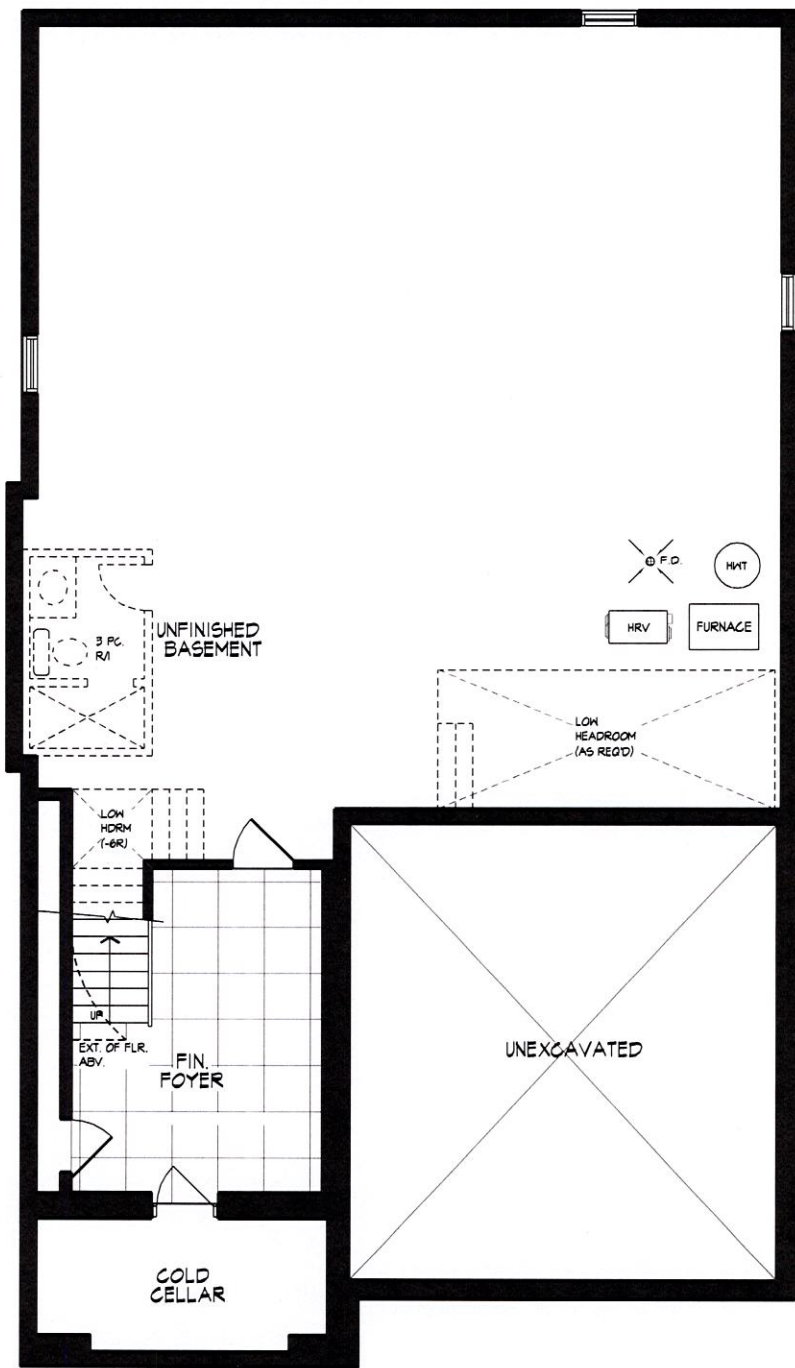 F.D.
HWT
HRV
FURNACE
3 PC.
R/I
UNFINISHED
BASEMENT
LOW
HEADROOM
(AS REQ'D)
LOW
HDRM
(-6R)
UP
EXT. OF FLR.
ABV.
FIN.
FOYER
UNEXCAVATED
COLD
CELLAR